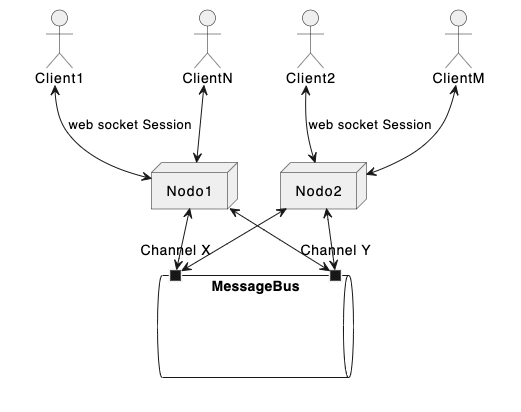 Client1
ClientN
Client2
ClientM
web socket Session
web socket Session
Nodo1
Nodo2
Channel X
Channel Y
MessageBus